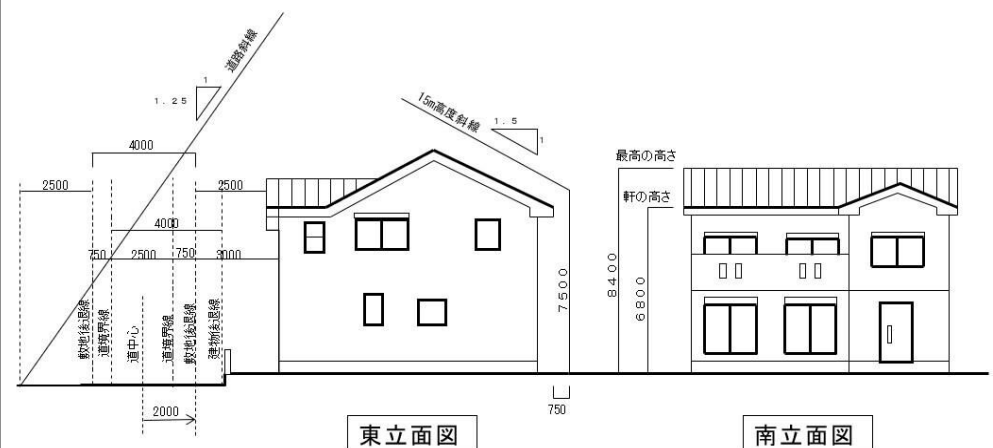 道路斜線
1
1.25
4000
2500
2500
4000
750
2500
750
3000
敷地後退線
道境界線
道中心
道境界線
敷地後退線
建物後退線
2000
15m高度斜線
1.5
1
7500
750
東立面図
最高の高さ
軒の高さ
8400
6800
南立面図